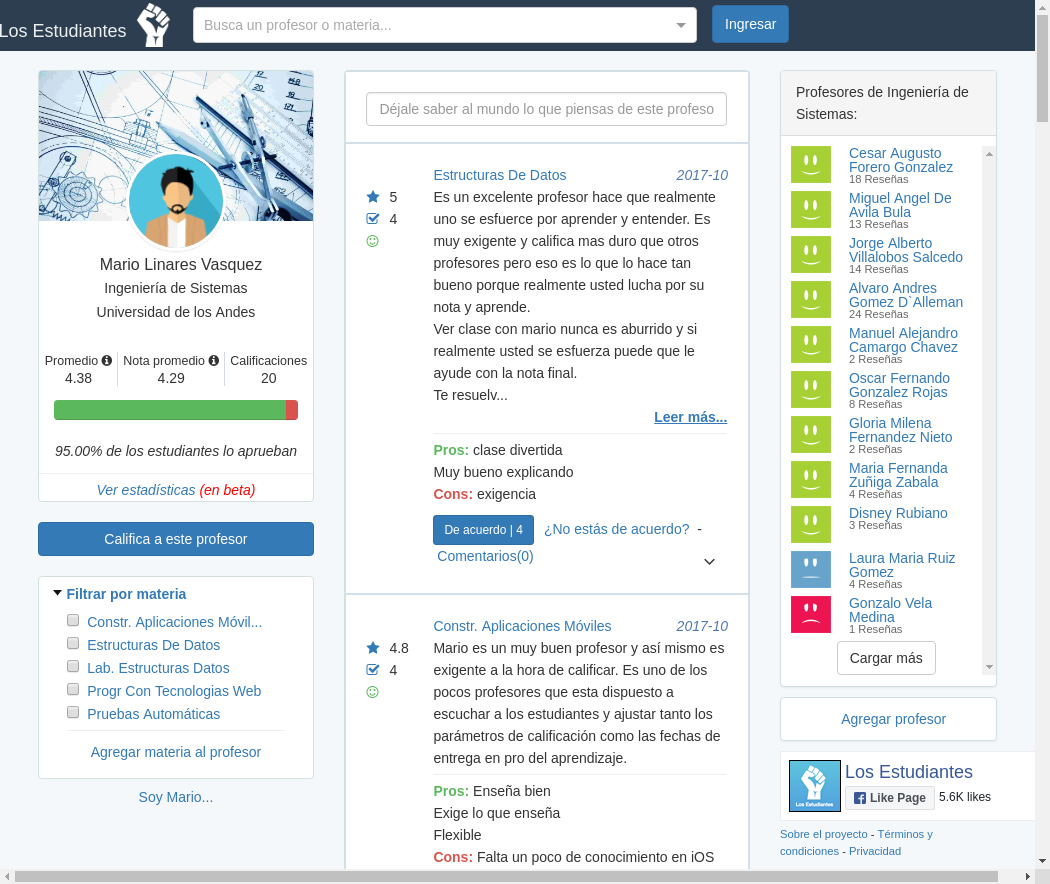 Los Estudiantes
Busca un profesor o materia...
Ingresar
Mario Linares Vasquez
Ingeniería de Sistemas
Universidad de los Andes
Promedio Nota promedio Calificaciones
4.38 4.29 20
95.00% de los estudiantes lo aprueban
Ver estadísticas (en beta)
Califica a este profesor
Filtrar por materia
Constr. Aplicaciones Móvil...
Estructuras De Datos
Lab. Estructuras Datos
Progr Con Tecnologias Web
Pruebas Automáticas
Agregar materia al profesor
Soy Mario...
Déjale saber al mundo lo que piensas de este profeso
Estructuras De Datos 2017-10
5
4
Es un excelente profesor hace que realmente
uno se esfuerce por aprender y entender. Es
muy exigente y califica mas duro que otros
profesores pero eso es lo que lo hace tan
bueno porque realmente usted lucha por su
nota y aprende.
Ver clase con mario nunca es aburrido y si
realmente usted se esfuerza puede que le
ayude con la nota final.
Te resuelv...
Leer más...
Pros: clase divertida
Muy bueno explicando
Cons: exigencia
De acuerdo | 4 ¿No estás de acuerdo? -
Comentarios(0)
Constr. Aplicaciones Móviles 2017-10
4.8
4
Mario es un muy buen profesor y así mismo es
exigente a la hora de calificar. Es uno de los
pocos profesores que esta dispuesto a
escuchar a los estudiantes y ajustar tanto los
parámetros de calificación como las fechas de
entrega en pro del aprendizaje.
Pros: Enseña bien
Exige lo que enseña
Flexible
Cons: Falta un poco de conocimiento en iOS
Profesores de Ingeniería de
Sistemas:
Cesar Augusto
Forero Gonzalez
18 Reseñas
Miguel Angel De
Avila Bula
13 Reseñas
Jorge Alberto
Villalobos Salcedo
14 Reseñas
Alvaro Andres
Gomez D`Alleman
24 Reseñas
Manuel Alejandro
Camargo Chavez
2 Reseñas
Oscar Fernando
Gonzalez Rojas
8 Reseñas
Gloria Milena
Fernandez Nieto
2 Reseñas
Maria Fernanda
Zuñiga Zabala
4 Reseñas
Disney Rubiano
3 Reseñas
Laura Maria Ruiz
Gomez
4 Reseñas
Gonzalo Vela
Medina
1 Reseñas
Cargar más
Agregar profesor
Los Estudiantes
Los Estudiantes
Like Page 5.6K likes
Sobre el proyecto - Términos y
condiciones - Privacidad